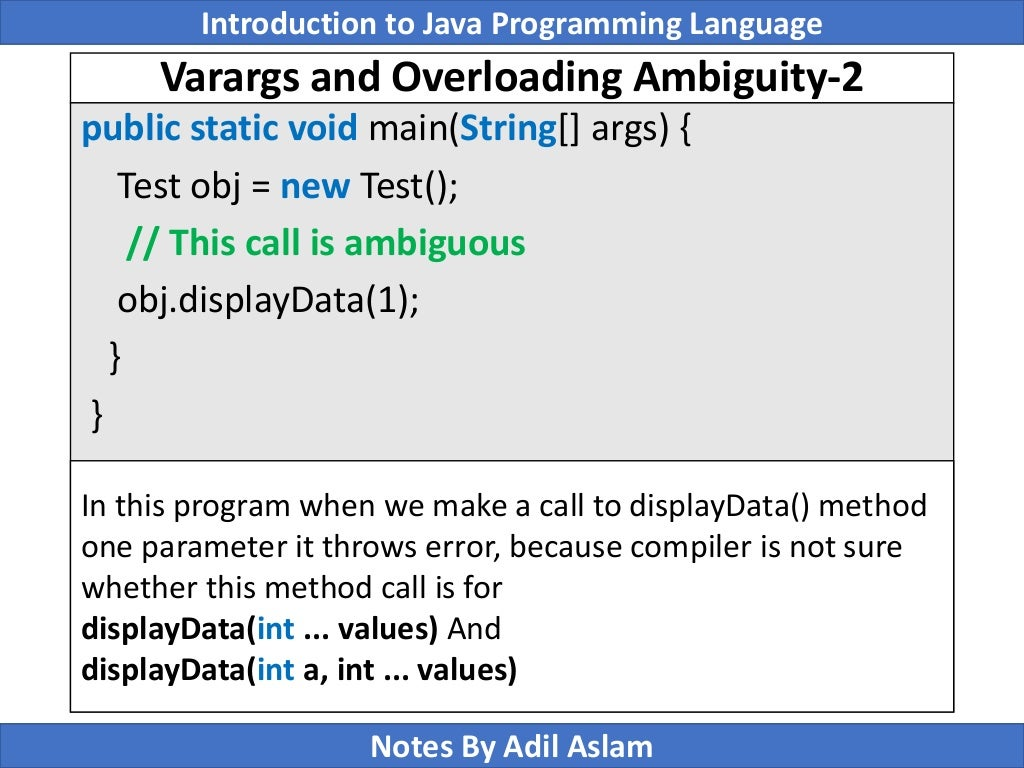 Introduction to Java Programming Language
Varargs and Overloading Ambiguity-2
public static void main(String[] args) {
Test obj = new Test();
// This call is ambiguous
obj.displayData(1);
}
}
In this program when we make a call to displayData() method
one parameter it throws error, because compiler is not sure
whether this method call is for
displayData(int ... values) And
displayData(int a, int ... values)
Notes By Adil Aslam